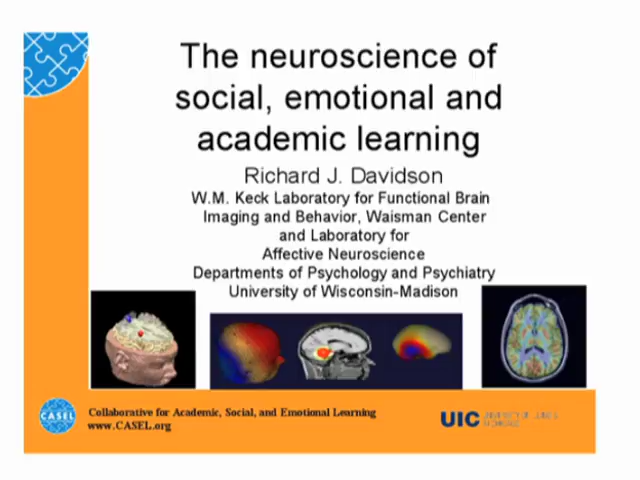 The neuroscience of
social, emotional and
academic learning
Richard J. Davidson
W.M. Keck Laboratory for Functional Brain
Imaging and Behavior, Waisman Center
and Laboratory for
Affective Neuroscience
Departments of Psychology and Psychiatry
University of Wisconsin-Madison
CASEL
Collaborative for Academic, Social, and Emotional Learning
www.CASEL.org
UIC